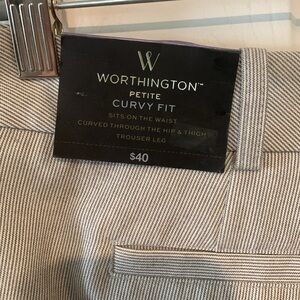 W
WORTHINGTON™
PETITE
CURVY FIT
SITS ON THE WAIST
CURVED THROUGH THE HIP & THIGH
TROUSER LEG
$40